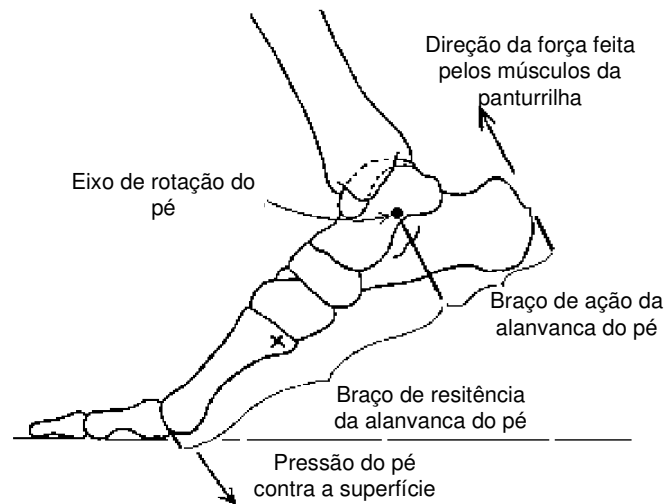 Direção da força feita
pelos músculos da
panturrilha
Eixo de rotação do
pé
Braço de ação da
alanvanca do pé
Braço de resitência
da alanvanca do pé
Pressão do pé
contra a superfície